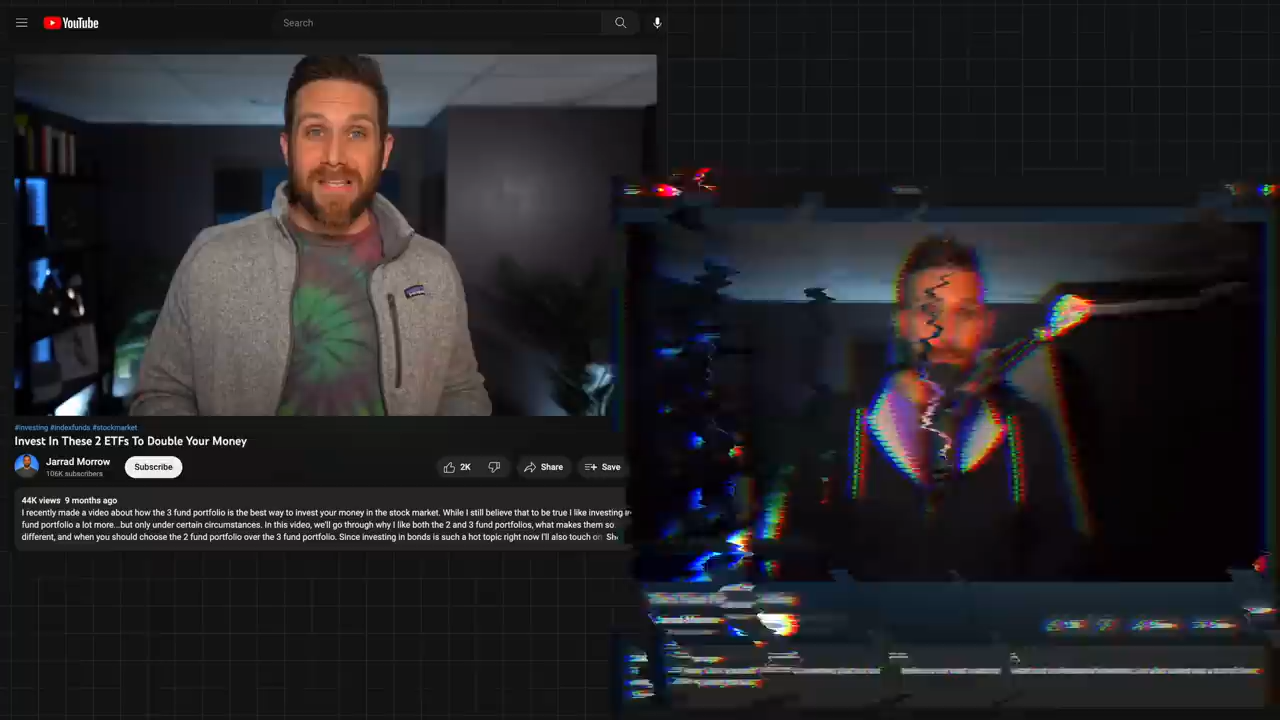 YouTube
Search
#investing #indexfunds #stockmarket
Invest In These 2 ETFs To Double Your Money
Jarrad Morrow
106K subscribers
Subscribe
2K
Share
Save
44K views 9 months ago
I recently made a video about how the 3 fund portfolio is the best way to invest your money in the stock market. While I still believe that to be true I like investing in
fund portfolio a lot more...but only under certain circumstances. In this video, we'll go through why I like both the 2 and 3 fund portfolios, what makes them so
different, and when you should choose the 2 fund portfolio over the 3 fund portfolio. Since investing in bonds is such a hot topic right now I'll also touch on